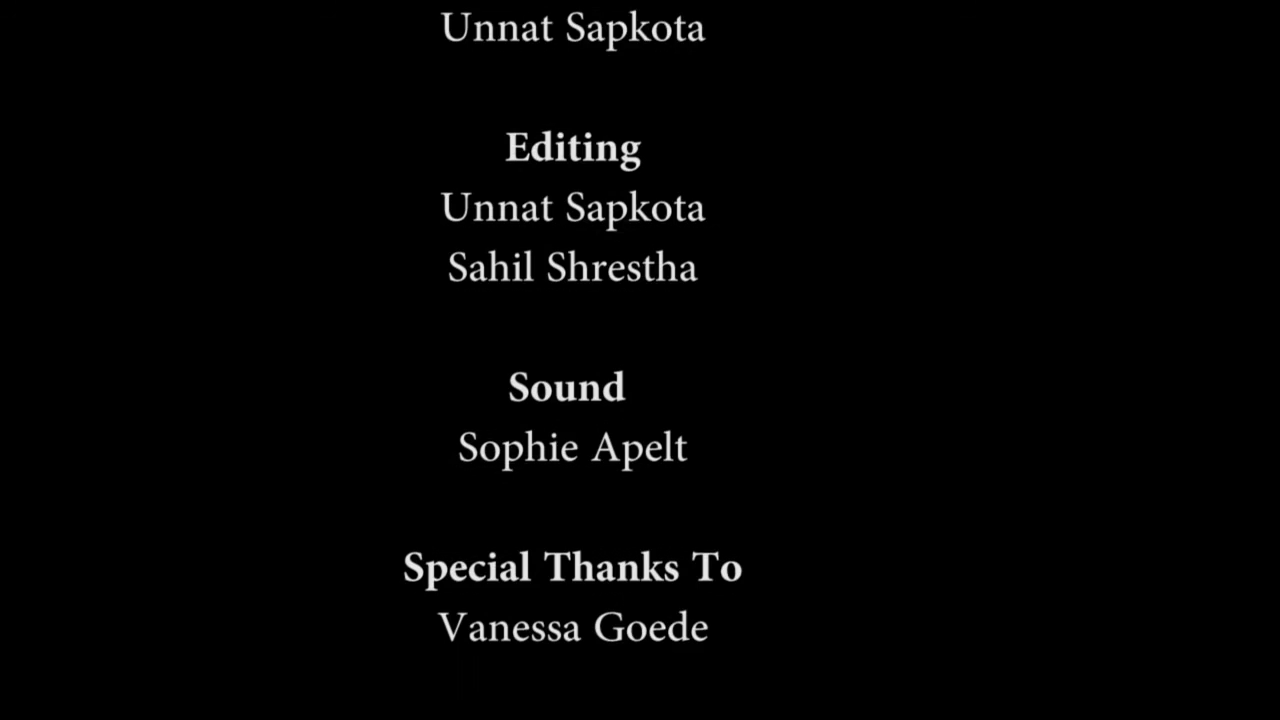 Unnat Sapkota
Editing
Unnat Sapkota
Sahil Shrestha
Sound
Sophie Apelt
Special Thanks To
Vanessa Goede